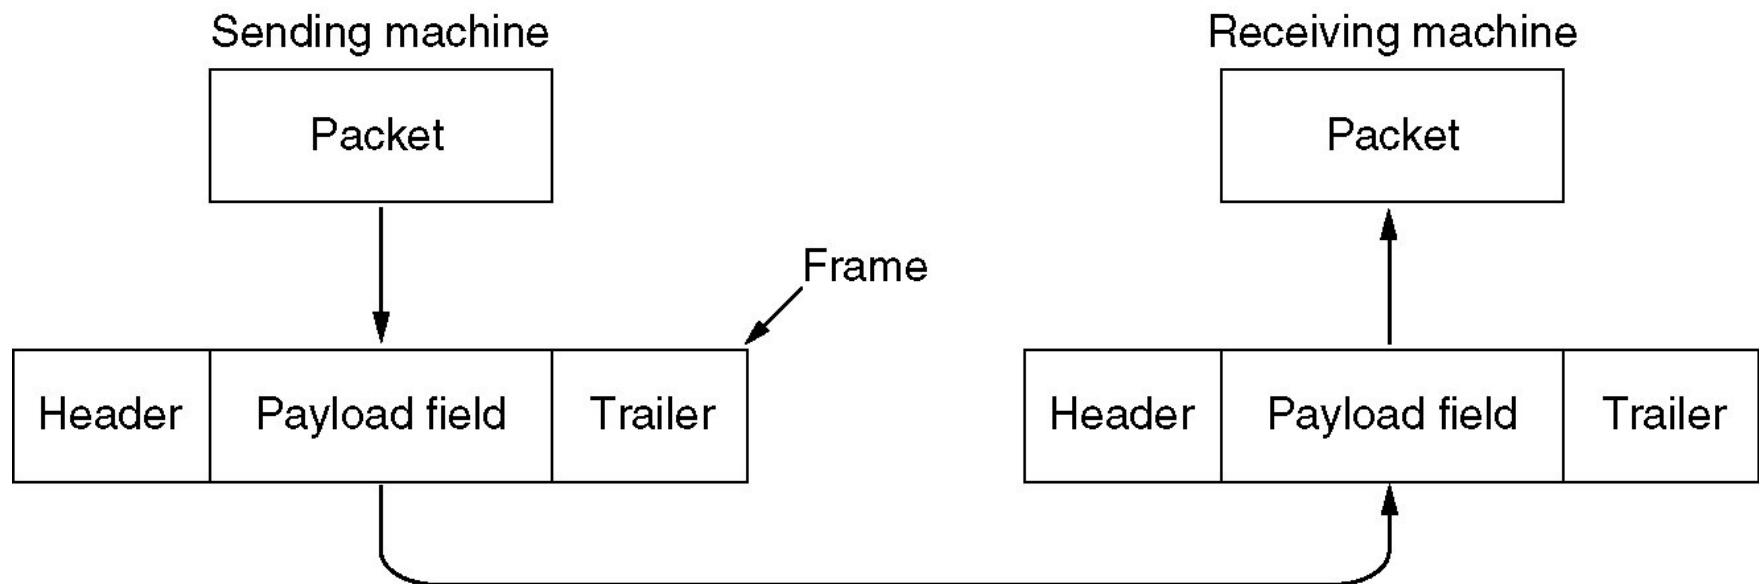 Sending machine
Receiving machine
Packet
Packet
Frame
Header
Payload field
Trailer
Header
Payload field
Trailer